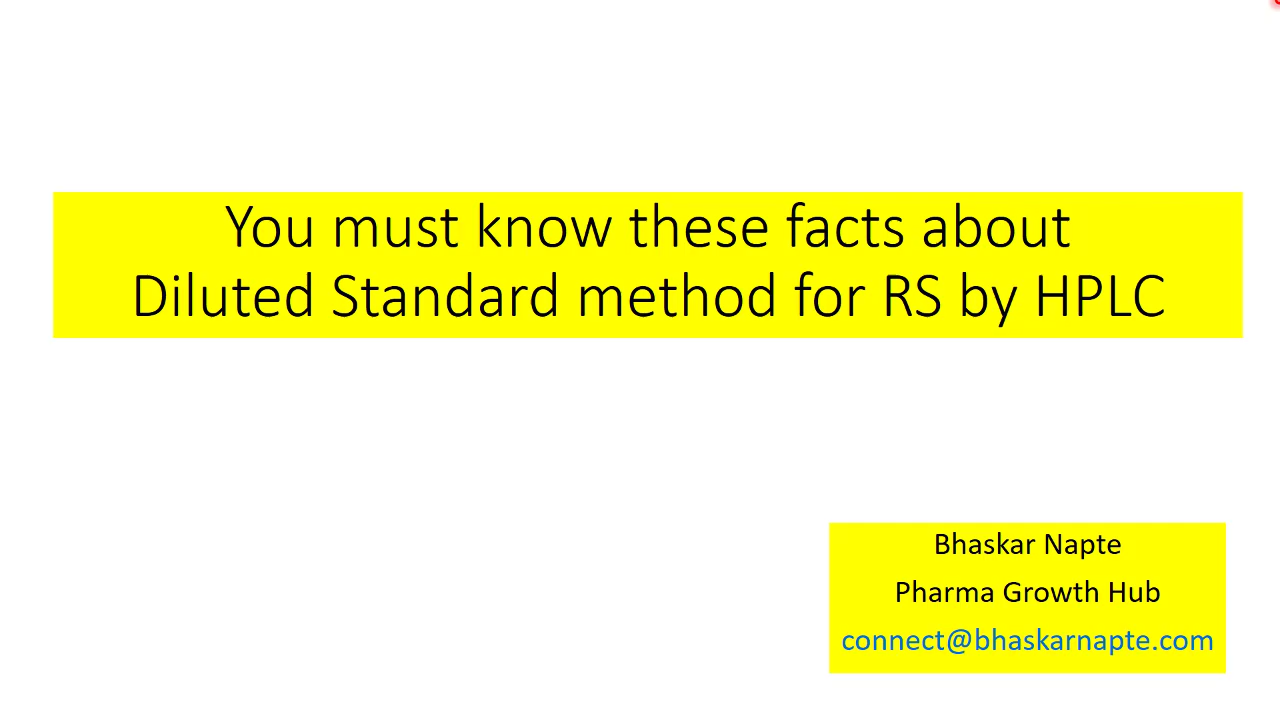 You must know these facts about
Diluted Standard method for RS by HPLC
Bhaskar Napte
Pharma Growth Hub
connect@bhaskarnapte.com